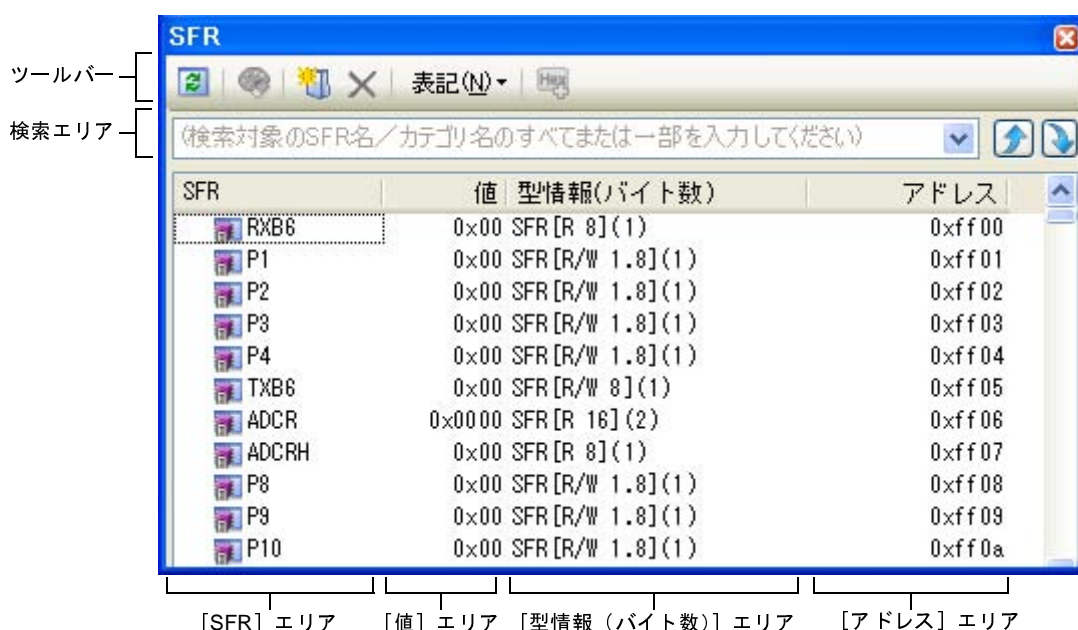 SFR
ツールバー
表記(N)
Hex
検索エリア
(検索対象のSFR名／カテゴリ名のすべてまたは一部を入力してください)
SFR 値 型情報(バイト数) アドレス
RXB6 0x00 SFR[R 8](1) 0xff00
P1 0x00 SFR[R/W 1.8](1) 0xff01
P2 0x00 SFR[R/W 1.8](1) 0xff02
P3 0x00 SFR[R/W 1.8](1) 0xff03
P4 0x00 SFR[R/W 1.8](1) 0xff04
TXB6 0x00 SFR[R/W 8](1) 0xff05
ADCR 0x0000 SFR[R 16](2) 0xff06
ADCRH 0x00 SFR[R 8](1) 0xff07
P8 0x00 SFR[R/W 1.8](1) 0xff08
P9 0x00 SFR[R/W 1.8](1) 0xff09
P10 0x00 SFR[R/W 1.8](1) 0xff0a
［SFR］エリア ［値］エリア ［型情報（バイト数）］エリア ［アドレス］エリア